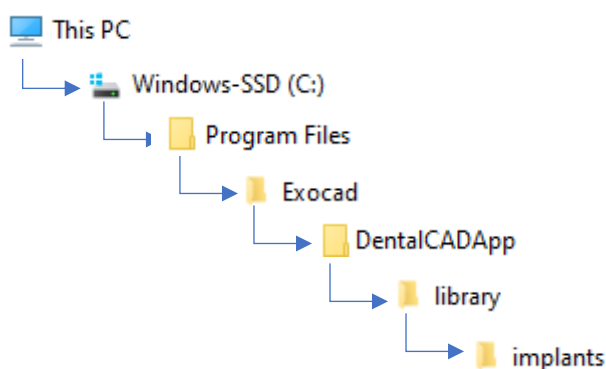 This PC
Windows-SSD (C:)
Program Files
Exocad
DentalCADApp
library
implants